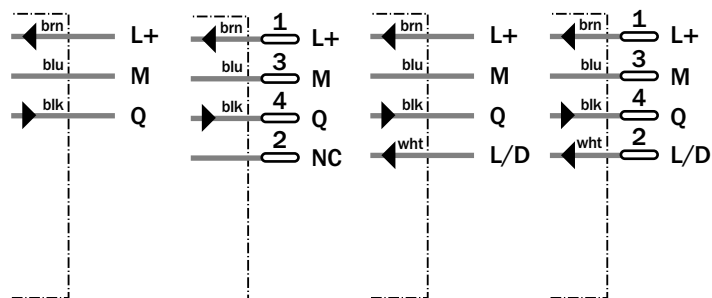 brn L+
blu M
blk Q
brn 1 L+
blu 3 M
blk 4 Q
2 NC
brn L+
blu M
blk Q
wht L/D
brn 1 L+
blu 3 M
blk 4 Q
wht 2 L/D